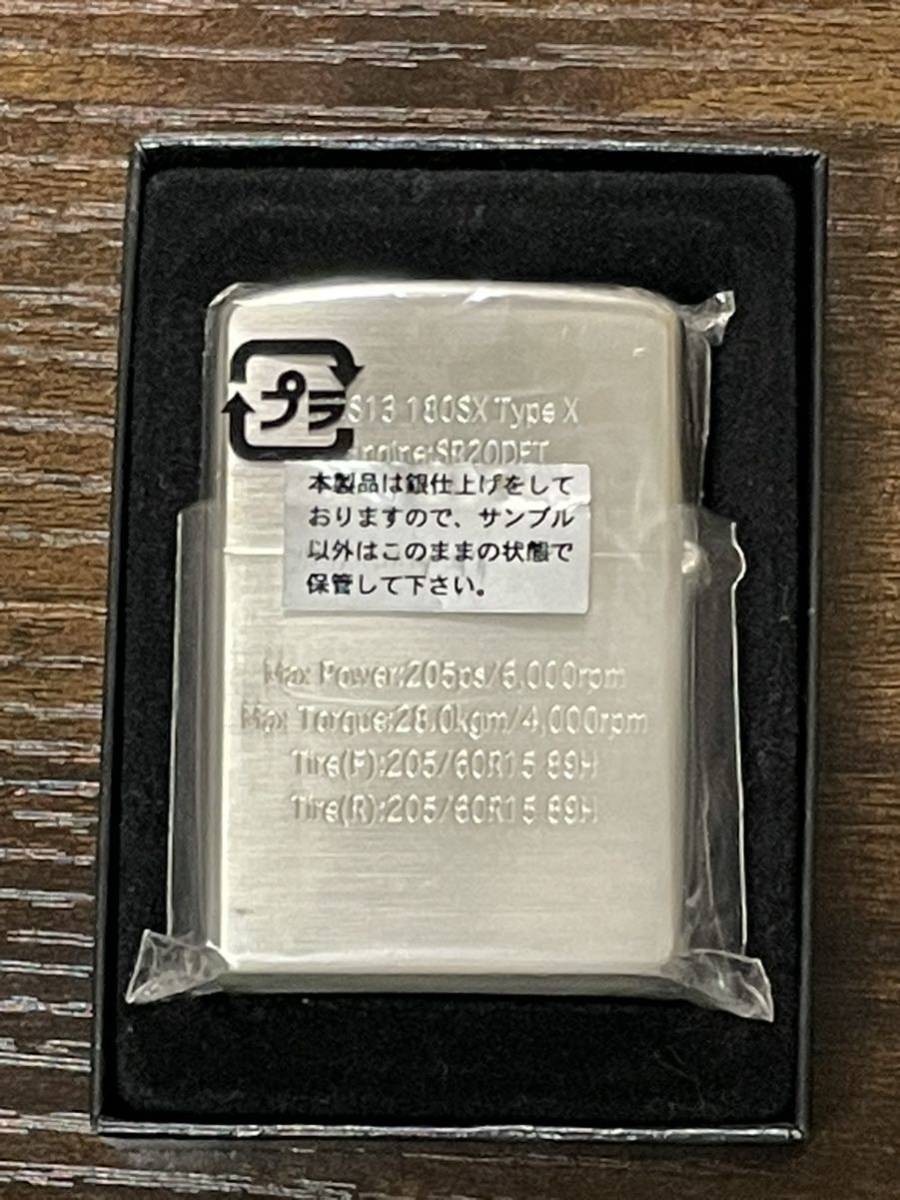 プラ
S13 180SX Type X
Engine:SR20DET
本製品は銀仕上げをして
おりますので、サンプル
以外はこのままの状態で
保管して下さい。
Max Power:205ps/6,000rpm
Max Torque:28.0kgm/4,000rpm
Tire(F):205/60R15 89H
Tire(R):205/60R15 89H